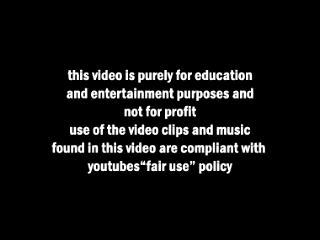 this video is purely for education
and entertainment purposes and
not for profit
use of the video clips and music
found in this video are compliant with
youtubes“fair use” policy